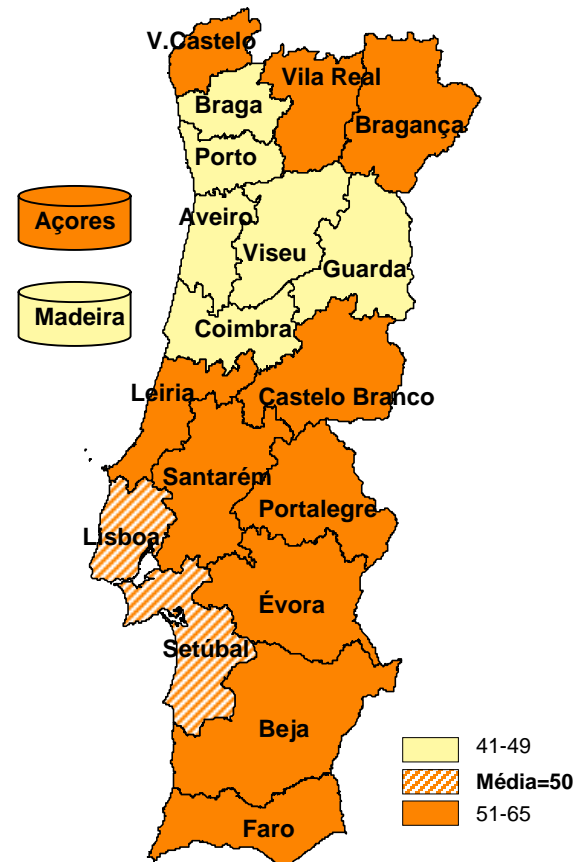 V.Castelo
Vila Real
Braga
Bragança
Porto
Açores
Aveiro
Viseu
Guarda
Madeira
Coimbra
Leiria
Castelo Branco
Santarém
Portalegre
Lisboa
Évora
Setúbal
Beja
Faro
41-49
Média=50
51-65